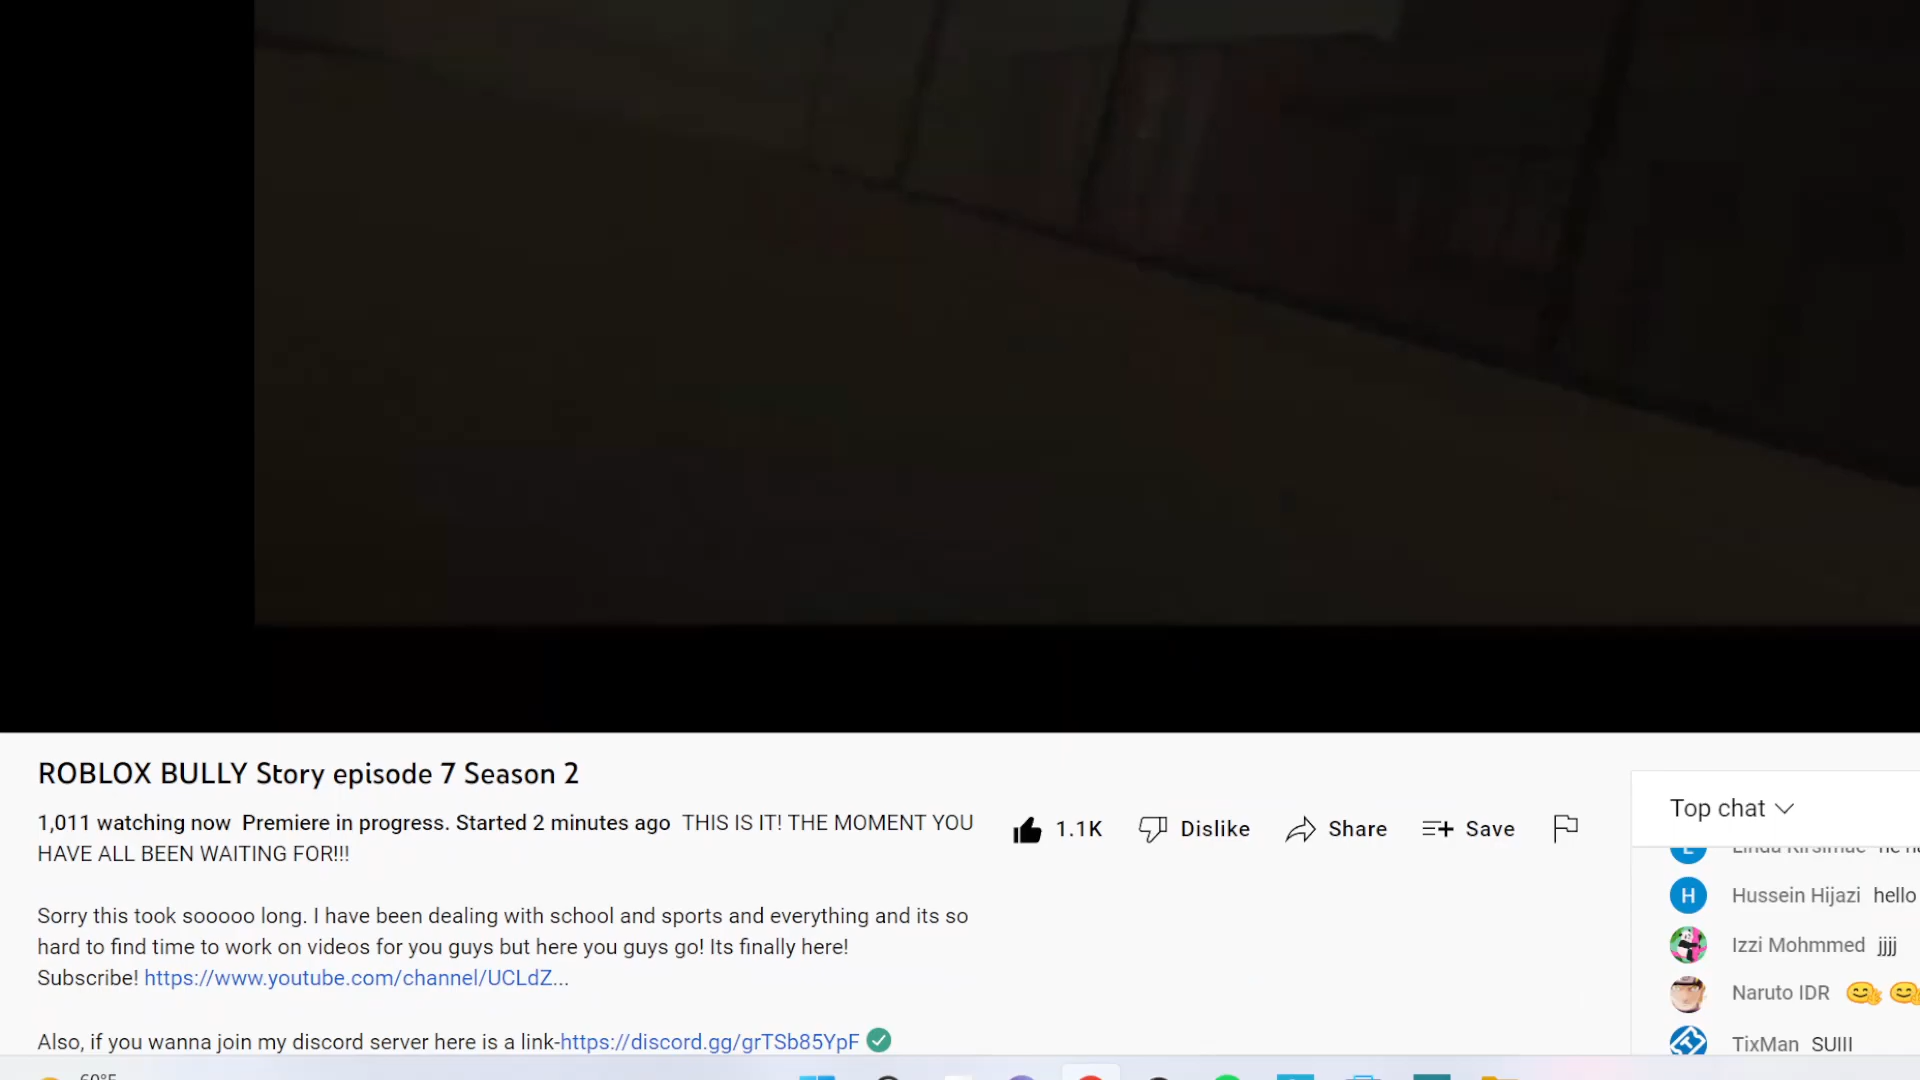 ROBLOX BULLY Story episode 7 Season 2
1,011 watching now Premiere in progress. Started 2 minutes ago THIS IS IT! THE MOMENT YOU
HAVE ALL BEEN WAITING FOR!!!
1.1K Dislike Share Save
Sorry this took sooooo long. I have been dealing with school and sports and everything and its so
hard to find time to work on videos for you guys but here you guys go! Its finally here!
Subscribe! https://www.youtube.com/channel/UCLdZ...
Also, if you wanna join my discord server here is a link-https://discord.gg/grTSb85YpF
Top chat
Hussein Hijazi hello
Izzi Mohmmed jjjj
Naruto IDR
TixMan SUIII